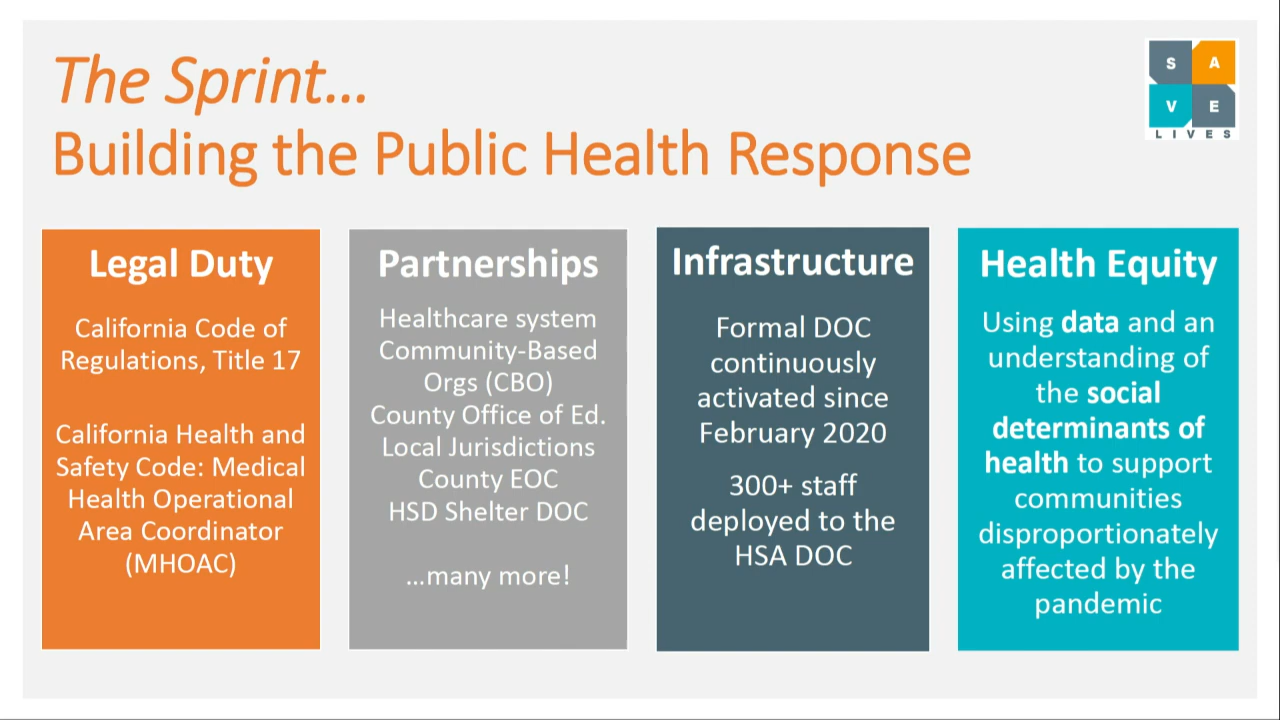 The Sprint...
Building the Public Health Response
S A
V E
LIVES
Legal Duty
California Code of
Regulations, Title 17
California Health and
Safety Code: Medical
Health Operational
Area Coordinator
(MHOAC)
Partnerships
Healthcare system
Community-Based
Orgs (CBO)
County Office of Ed.
Local Jurisdictions
County EOC
HSD Shelter DOC
...many more!
Infrastructure
Formal DOC
continuously
activated since
February 2020
300+ staff
deployed to the
HSA DOC
Health Equity
Using data and an
understanding of
the social
determinants of
health to support
communities
disproportionately
affected by the
pandemic